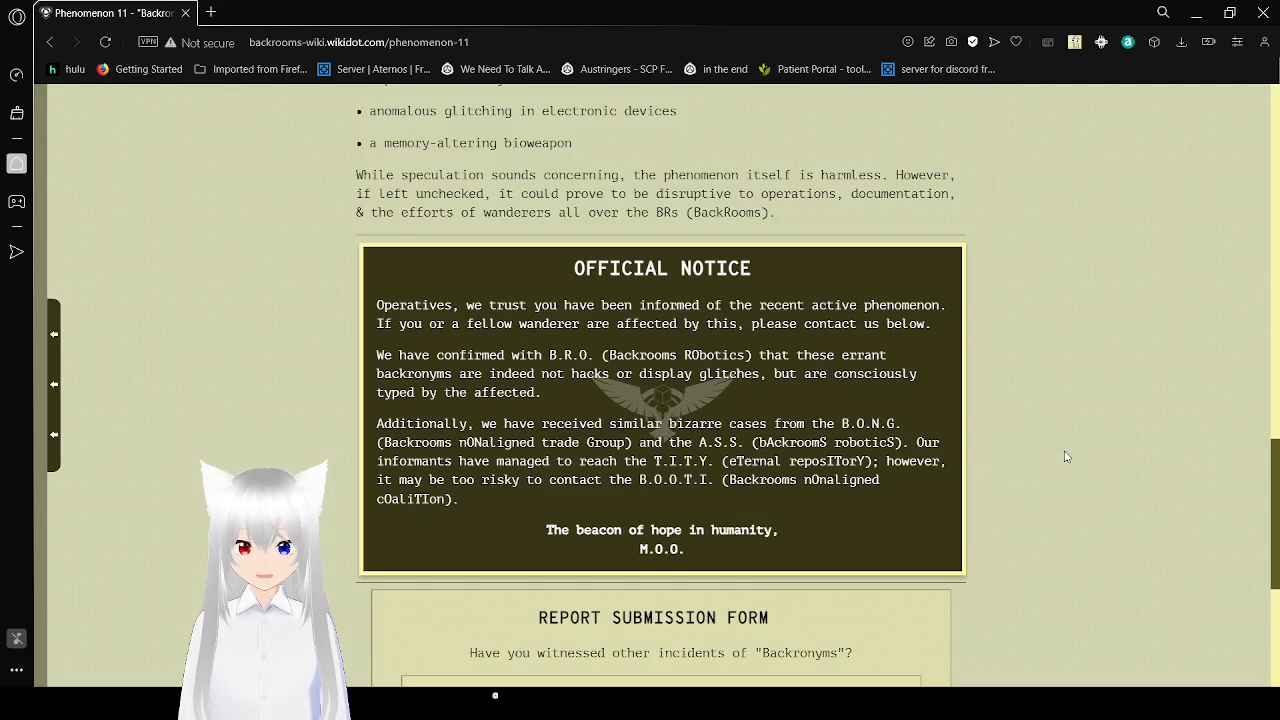 Phenomenon 11 - "Backror
VPN
Not secure
backrooms-wiki.wikidot.com/phenomenon-11
hulu
Getting Started
Imported from Firef...
Server | Aternos | Fr...
We Need To Talk A...
Austringers - SCP F...
in the end
Patient Portal - tool...
server for discord fr...
• anomalous glitching in electronic devices
• a memory-altering bioweapon
While speculation sounds concerning, the phenomenon itself is harmless. However,
if left unchecked, it could prove to be disruptive to operations, documentation,
& the efforts of wanderers all over the BRs (BackRooms).
OFFICIAL NOTICE
Operatives, we trust you have been informed of the recent active phenomenon.
If you or a fellow wanderer are affected by this, please contact us below.
We have confirmed with B.R.O. (Backrooms RObotics) that these errant
backronyms are indeed not hacks or display glitches, but are consciously
typed by the affected.
Additionally, we have received similar bizarre cases from the B.O.N.G.
(Backrooms nONaligned trade Group) and the A.S.S. (bAckroomS roboticS). Our
informants have managed to reach the T.I.T.Y. (eTernal reposITorY); however,
it may be too risky to contact the B.O.O.T.I. (Backrooms nOnaligned
cOaliTIon).
The beacon of hope in humanity,
M.O.O.
REPORT SUBMISSION FORM
Have you witnessed other incidents of "Backronyms"?